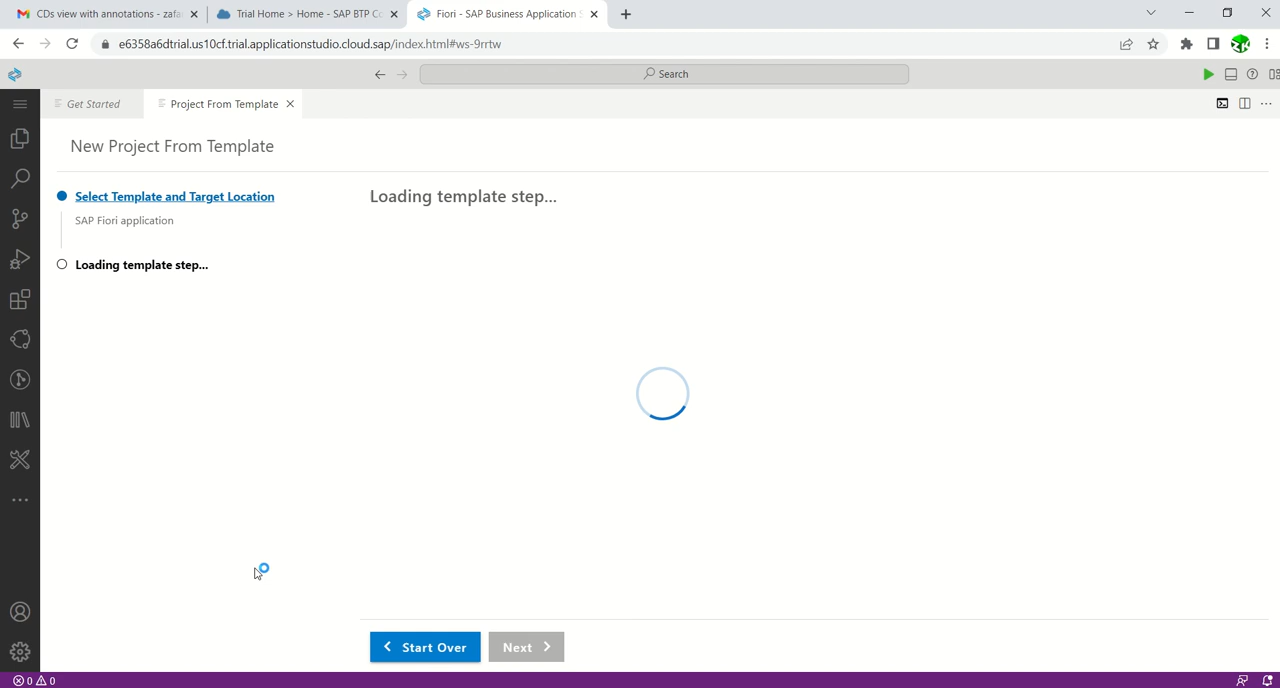 CDs view with annotations - zafa
Trial Home > Home - SAP BTP Co
Fiori - SAP Business Application S
e6358a6dtrial.us10cf.trial.applicationstudio.cloud.sap/index.html#ws-9rrtw
ZK
Search
Get Started
Project From Template
New Project From Template
Select Template and Target Location
SAP Fiori application
Loading template step...
Loading template step...
Start Over
Next
0 0